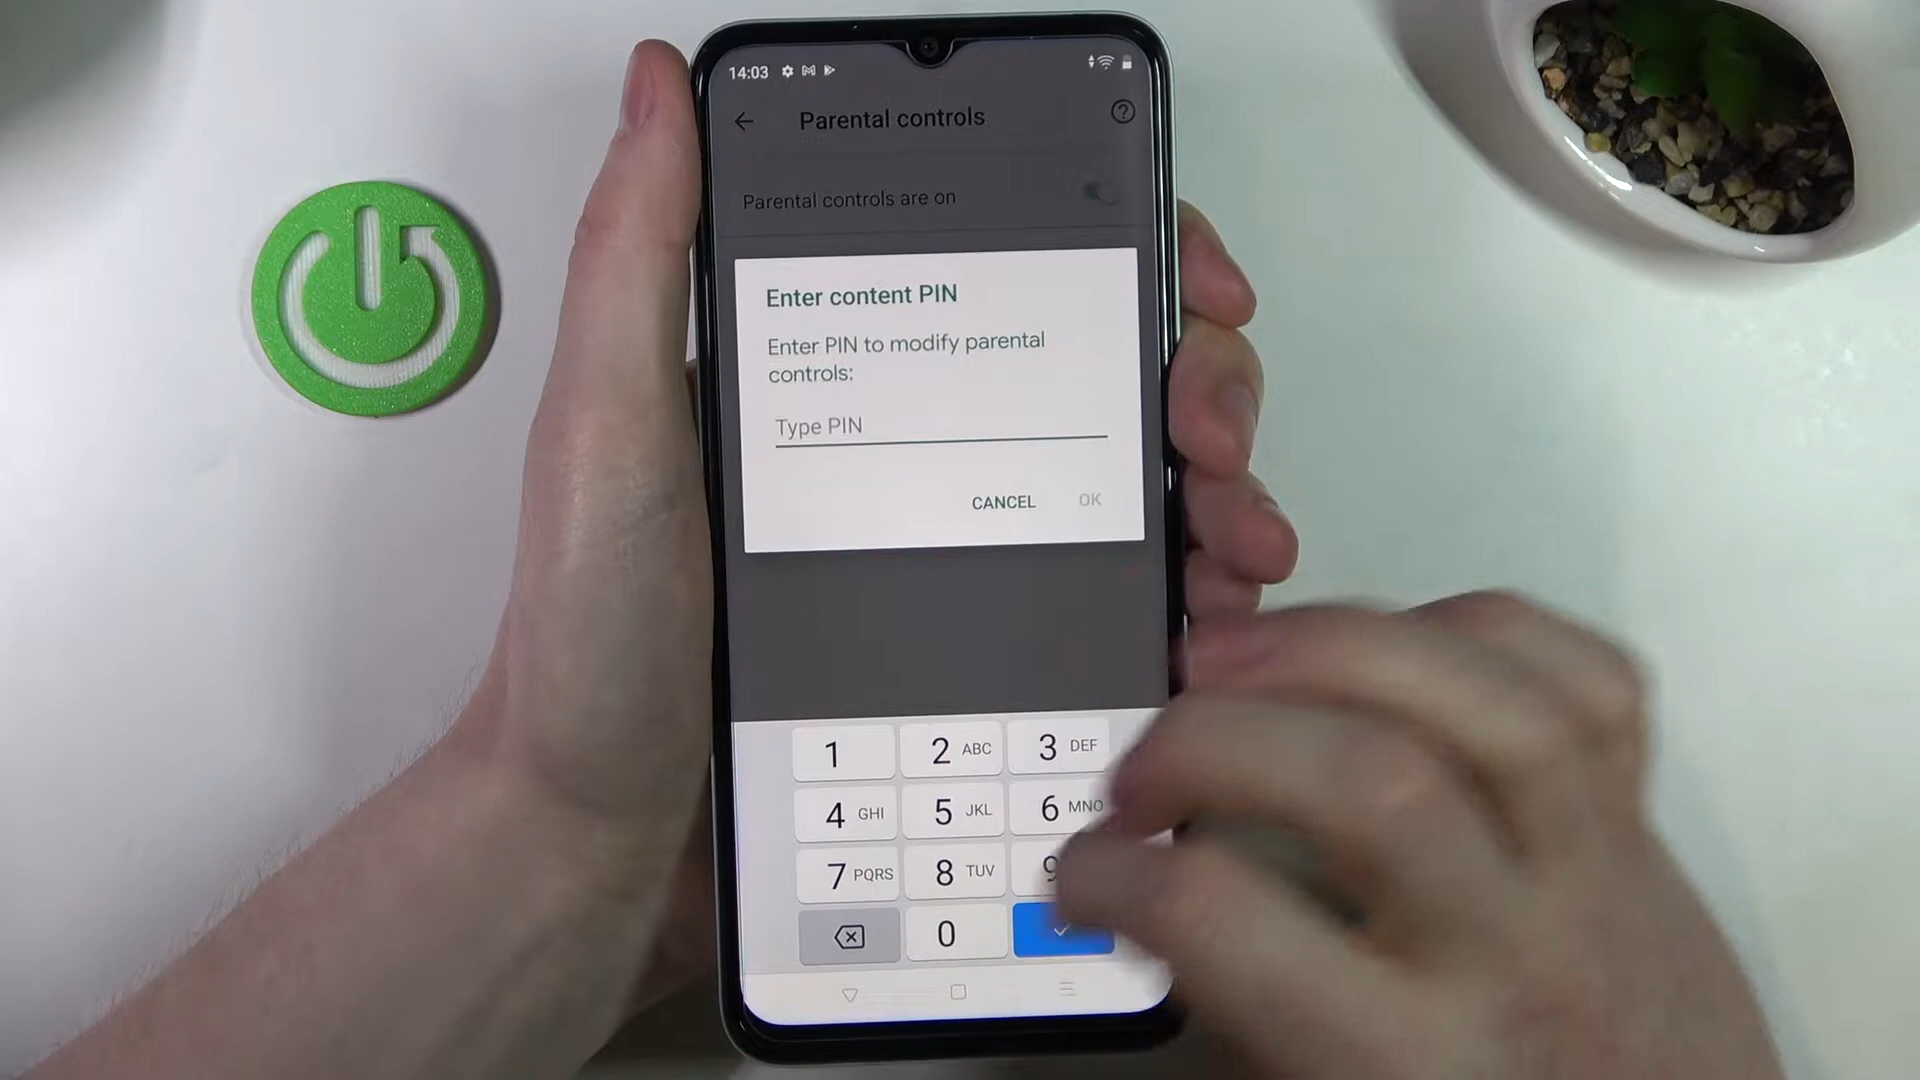 14:03
Parental controls
Parental controls are on
Enter content PIN
Enter PIN to modify parental
controls:
Type PIN
CANCEL OK
1 2 ABC 3 DEF
4 GHI 5 JKL 6 MNO
7 PQRS 8 TUV 9
0